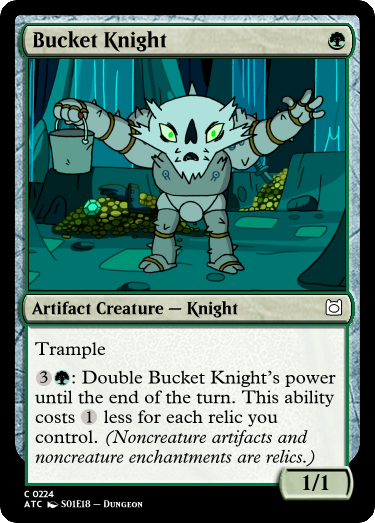 Bucket Knight
Artifact Creature — Knight
Trample
3: Double Bucket Knight's power
until the end of the turn. This ability
costs 1 less for each relic you
control. (Noncreature artifacts and
noncreature enchantments are relics.)
1/1
C 0224
ATC S01E18 – Dungeon